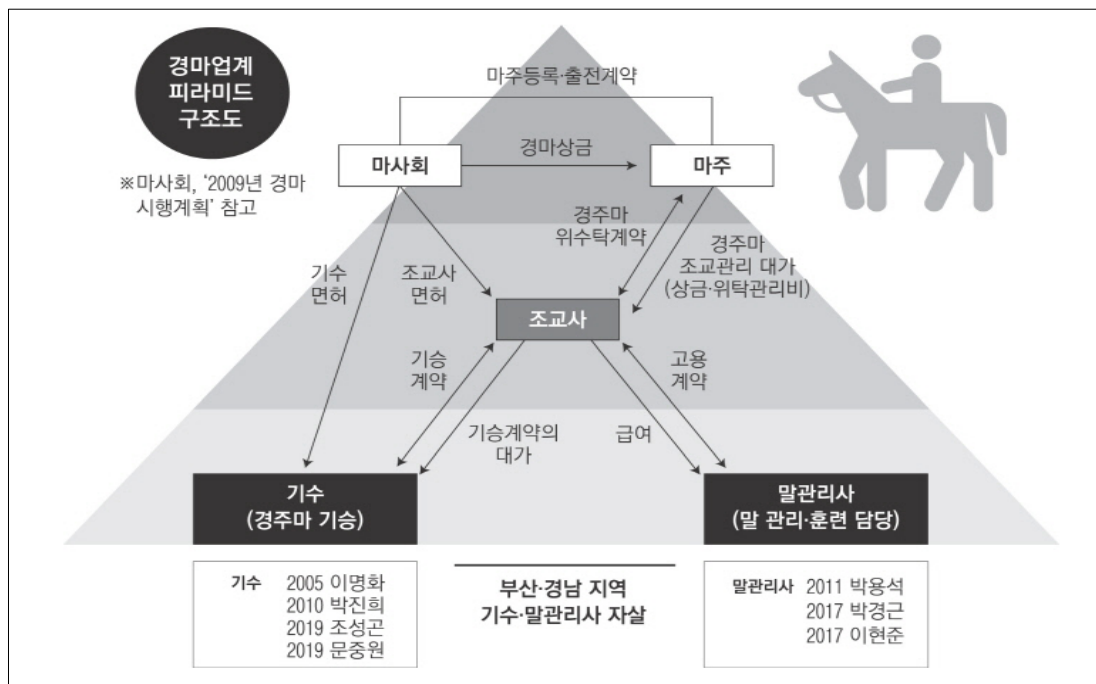 경마업계
피라미드
구조도
※마사회, ‘2009년 경마
시행계획’ 참고
마주등록·출전계약
마사회
경마상금
마주
경주마
위수탁계약
경주마
조교관리 대가
(상금·위탁관리비)
기수
면허
조교사
면허
조교사
기승
계약
고용
계약
기승계약의
대가
급여
기수
(경주마 기승)
말관리사
(말 관리·훈련 담당)
기수 2005 이명화
2010 박진희
2019 조성곤
2019 문중원
부산·경남 지역
기수·말관리사 자살
말관리사 2011 박용석
2017 박경근
2017 이현준